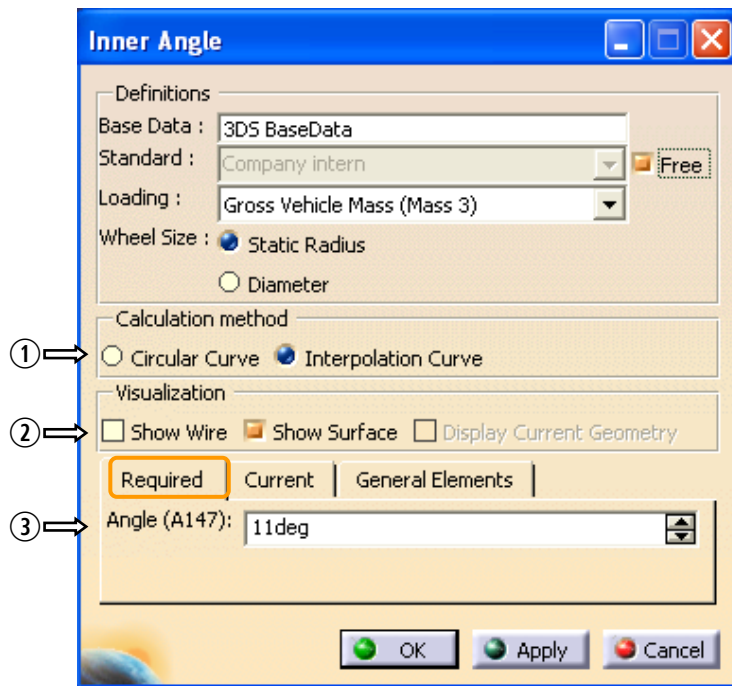 Inner Angle
Definitions
Base Data : 3DS BaseData
Standard : Company intern Free
Loading : Gross Vehicle Mass (Mass 3)
Wheel Size : Static Radius
Diameter
Calculation method
① Circular Curve Interpolation Curve
Visualization
② Show Wire Show Surface Display Current Geometry
Required Current General Elements
③ Angle (A147): 11deg
OK Apply Cancel